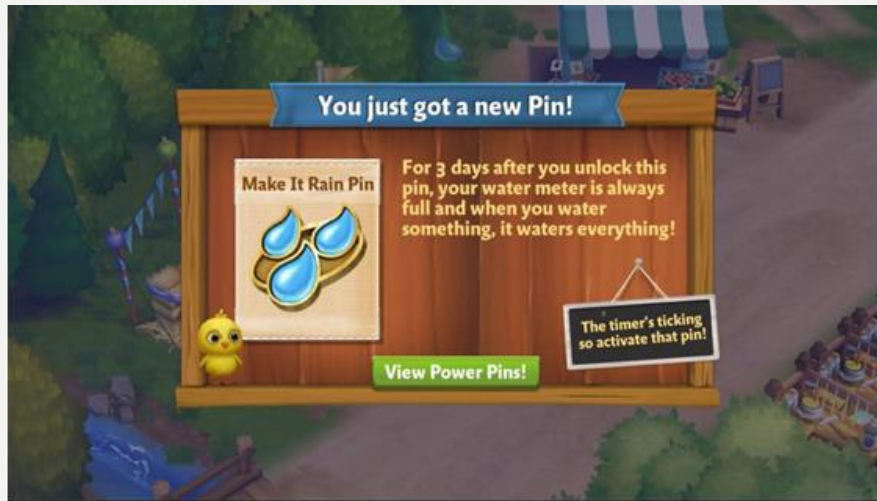 You just got a new Pin!
Make It Rain Pin
For 3 days after you unlock this
pin, your water meter is always
full and when you water
something, it waters everything!
The timer's ticking
so activate that pin!
View Power Pins!